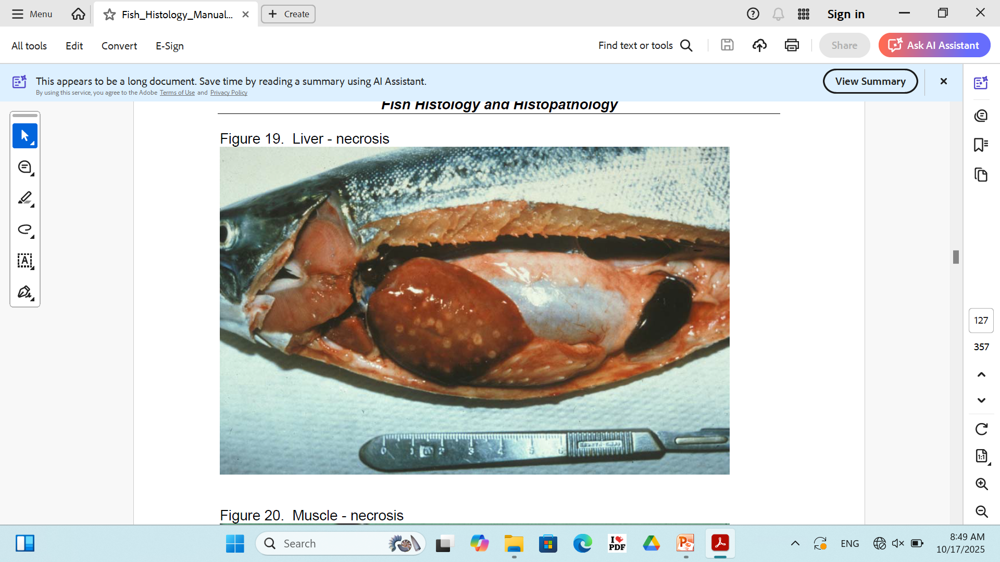 Menu
Fish_Histology_Manual...
Create
Sign in
All tools
Edit
Convert
E-Sign
Find text or tools
Share
Ask AI Assistant
This appears to be a long document. Save time by reading a summary using AI Assistant.
By using this service, you agree to the Adobe Terms of Use and Privacy Policy
View Summary
Fish Histology and Histopathology
Figure 19. Liver - necrosis
0 1 2 3 4 5 6
Figure 20. Muscle - necrosis
127
357
1:1
Search
I PDF
ENG
8:49 AM
10/17/2025